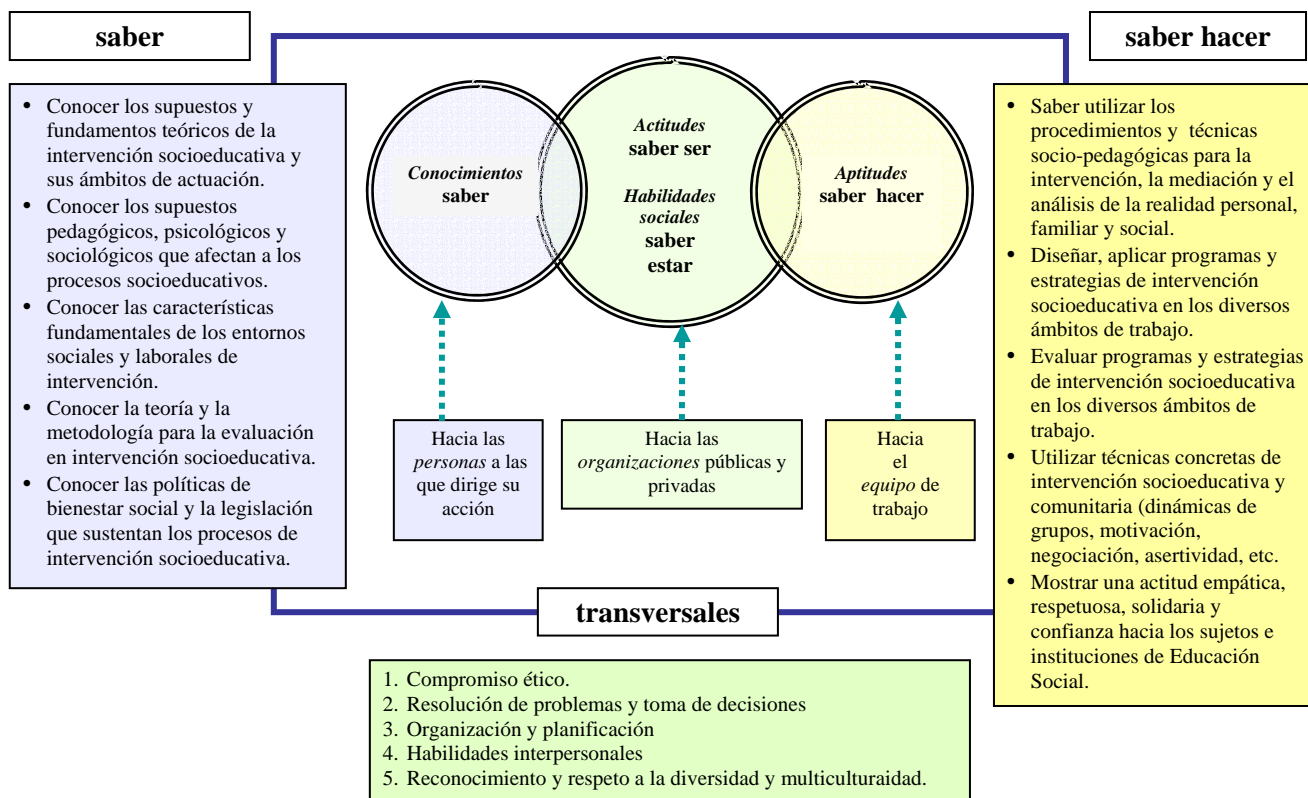 saber
saber hacer
• Conocer los supuestos y
fundamentos teóricos de la
intervención socioeducativa y
sus ámbitos de actuación.
• Conocer los supuestos
pedagógicos, psicológicos y
sociológicos que afectan a los
procesos socioeducativos.
• Conocer las características
fundamentales de los entornos
sociales y laborales de
intervención.
• Conocer la teoría y la
metodología para la evaluación
en intervención socioeducativa.
• Conocer las políticas de
bienestar social y la legislación
que sustentan los procesos de
intervención socioeducativa.
Conocimientos
saber
Actitudes
saber ser
Habilidades
sociales
saber
estar
Aptitudes
saber hacer
Hacia las
personas a las
que dirige su
acción
Hacia las
organizaciones públicas y
privadas
Hacia
el
equipo de
trabajo
• Saber utilizar los
procedimientos y técnicas
socio-pedagógicas para la
intervención, la mediación y el
análisis de la realidad personal,
familiar y social.
• Diseñar, aplicar programas y
estrategias de intervención
socioeducativa en los diversos
ámbitos de trabajo.
• Evaluar programas y estrategias
de intervención socioeducativa
en los diversos ámbitos de
trabajo.
• Utilizar técnicas concretas de
intervención socioeducativa y
comunitaria (dinámicas de
grupos, motivación,
negociación, asertividad, etc.
• Mostrar una actitud empática,
respetuosa, solidaria y
confianza hacia los sujetos e
instituciones de Educación
Social.
transversales
1. Compromiso ético.
2. Resolución de problemas y toma de decisiones
3. Organización y planificación
4. Habilidades interpersonales
5. Reconocimiento y respeto a la diversidad y multiculturaidad.